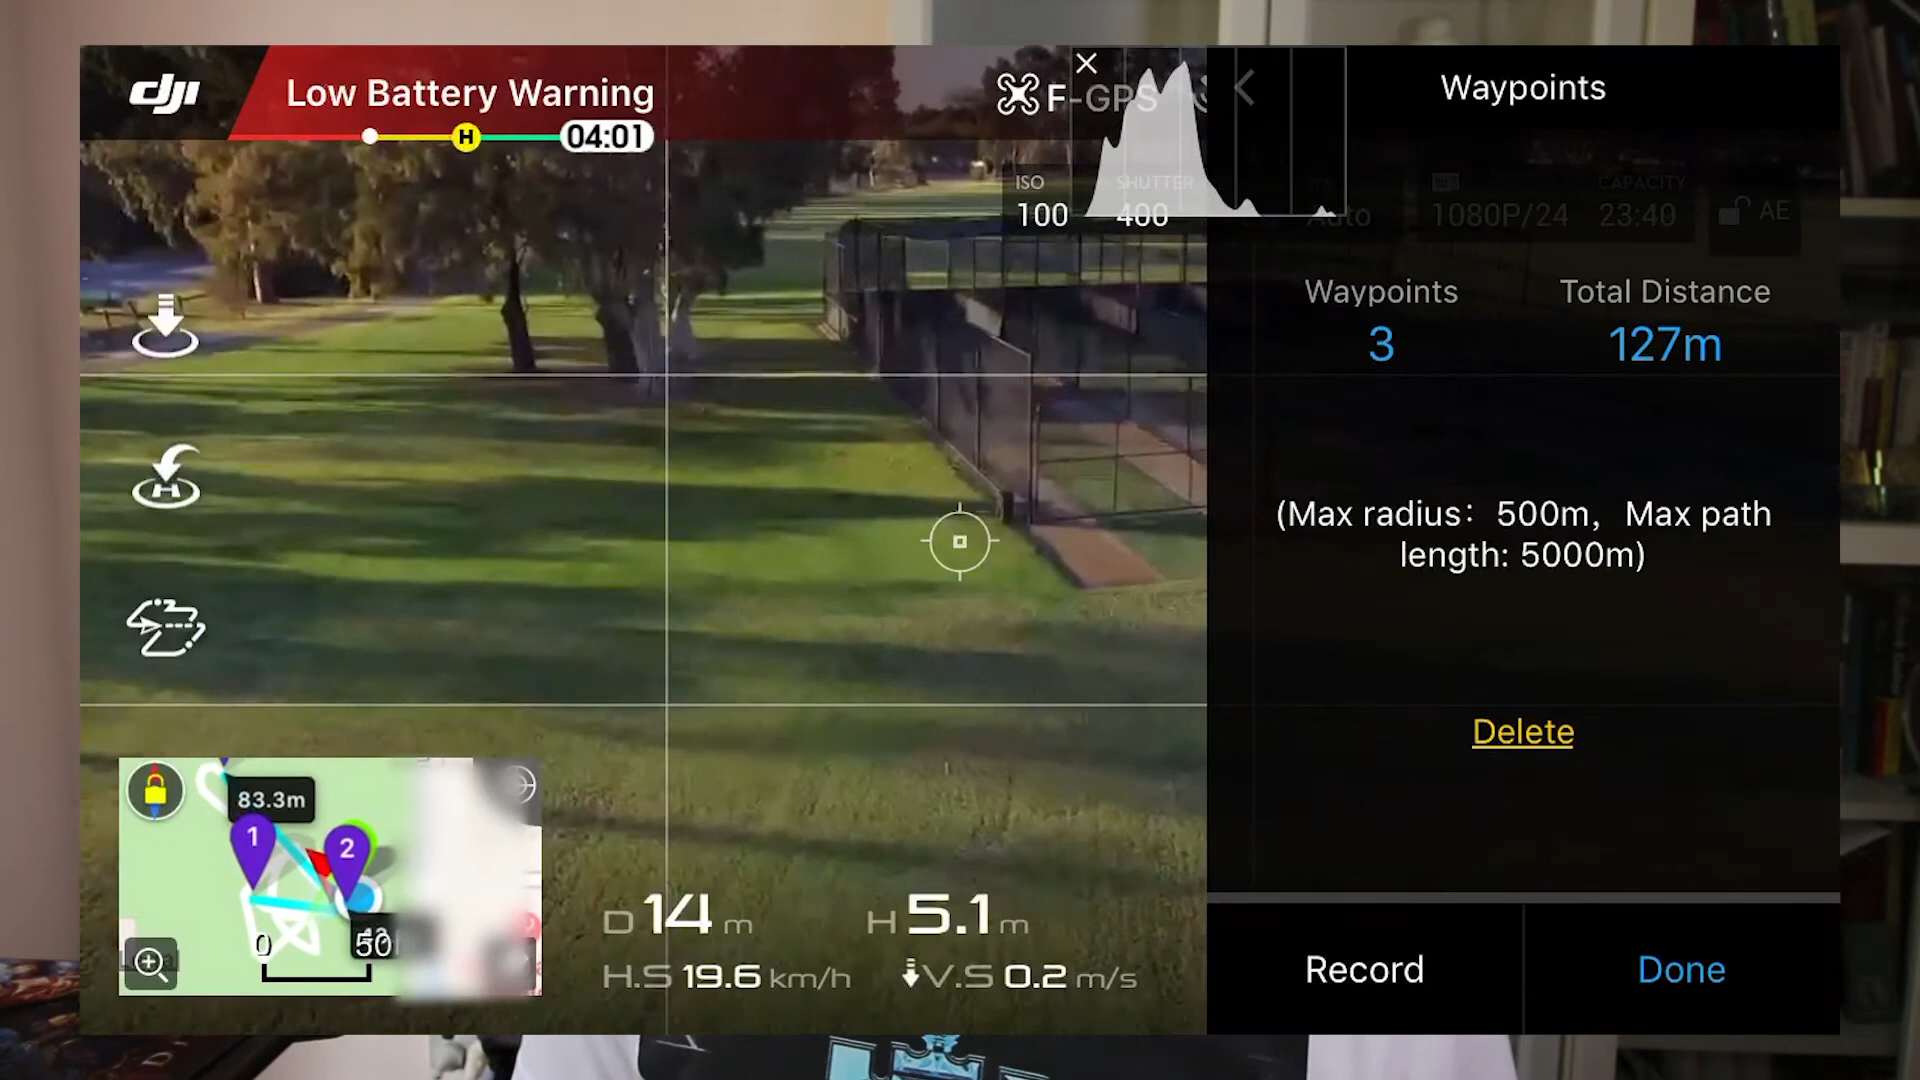 dji
Low Battery Warning
04:01
H
F-GPS
ISO
100
SHUTTER
400
Auto
1080P/24
CAPACITY
23:40
AE
Waypoints
Waypoints
3
Total Distance
127m
(Max radius: 500m, Max path
length: 5000m)
Delete
Record
Done
H
83.3m
1
2
0
50
D 14 m
H 5.1 m
H.S 19.6 km/h
V.S 0.2 m/s